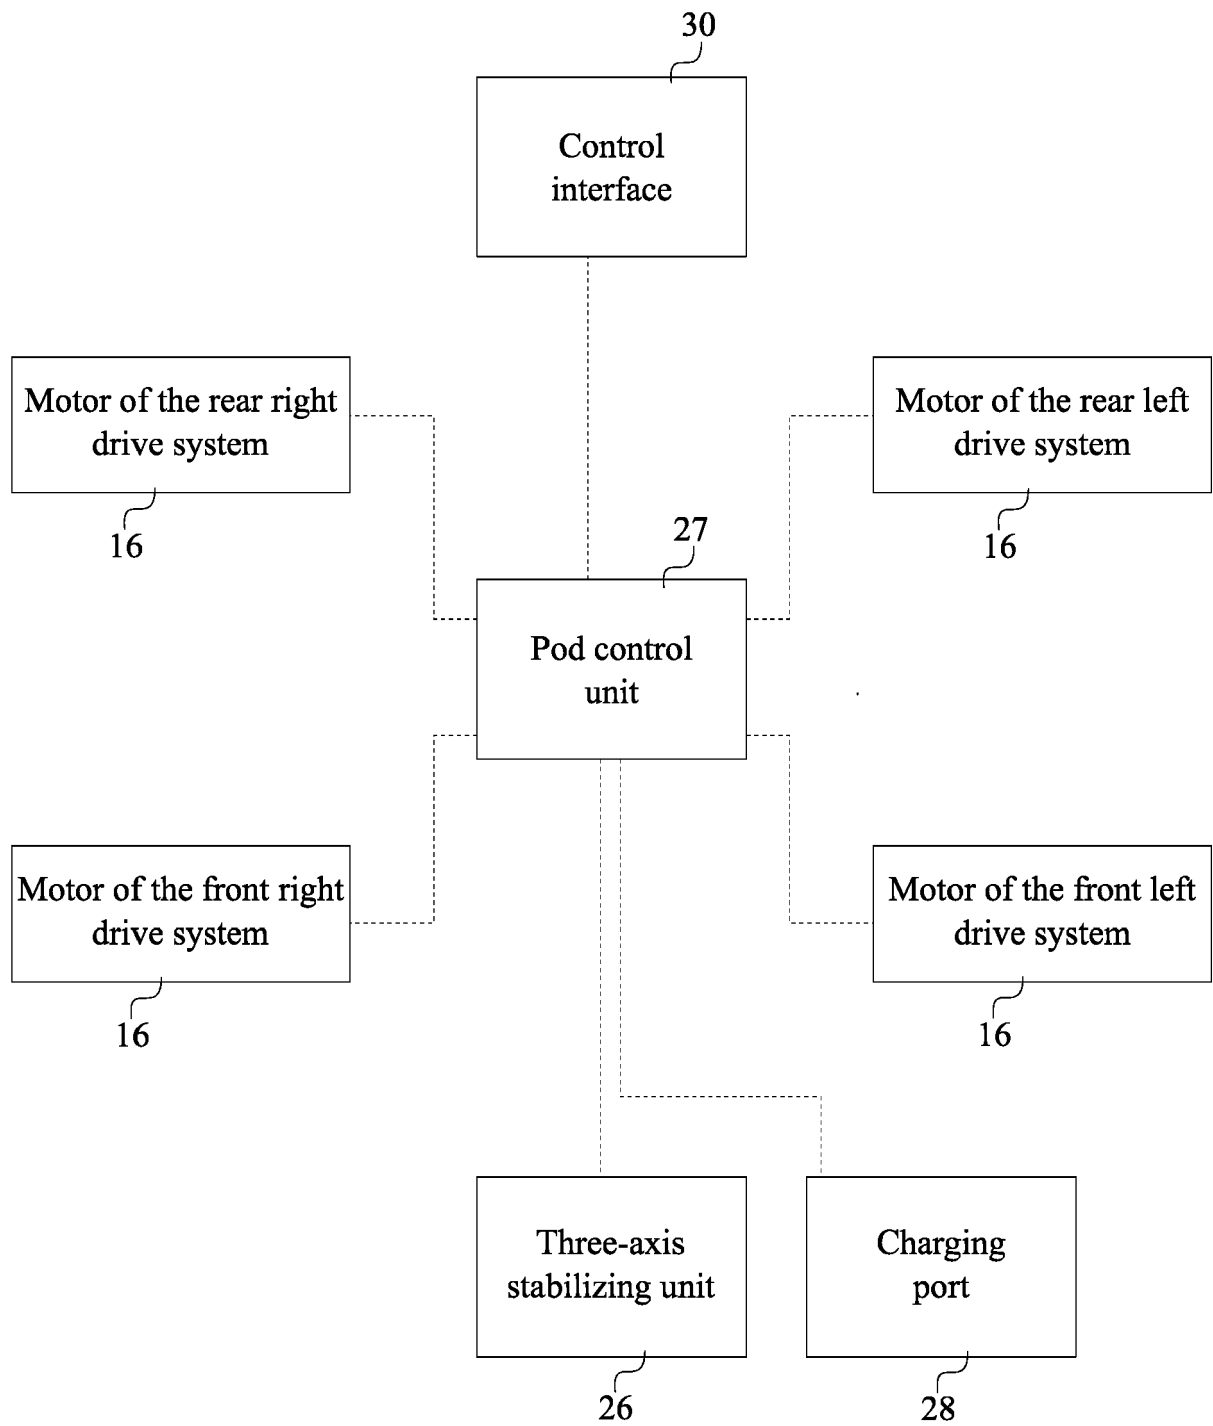 30
Control
interface
Motor of the rear right
drive system
16
Motor of the rear left
drive system
16
27
Pod control
unit
Motor of the front right
drive system
16
Motor of the front left
drive system
16
Three-axis
stabilizing unit
26
Charging
port
28